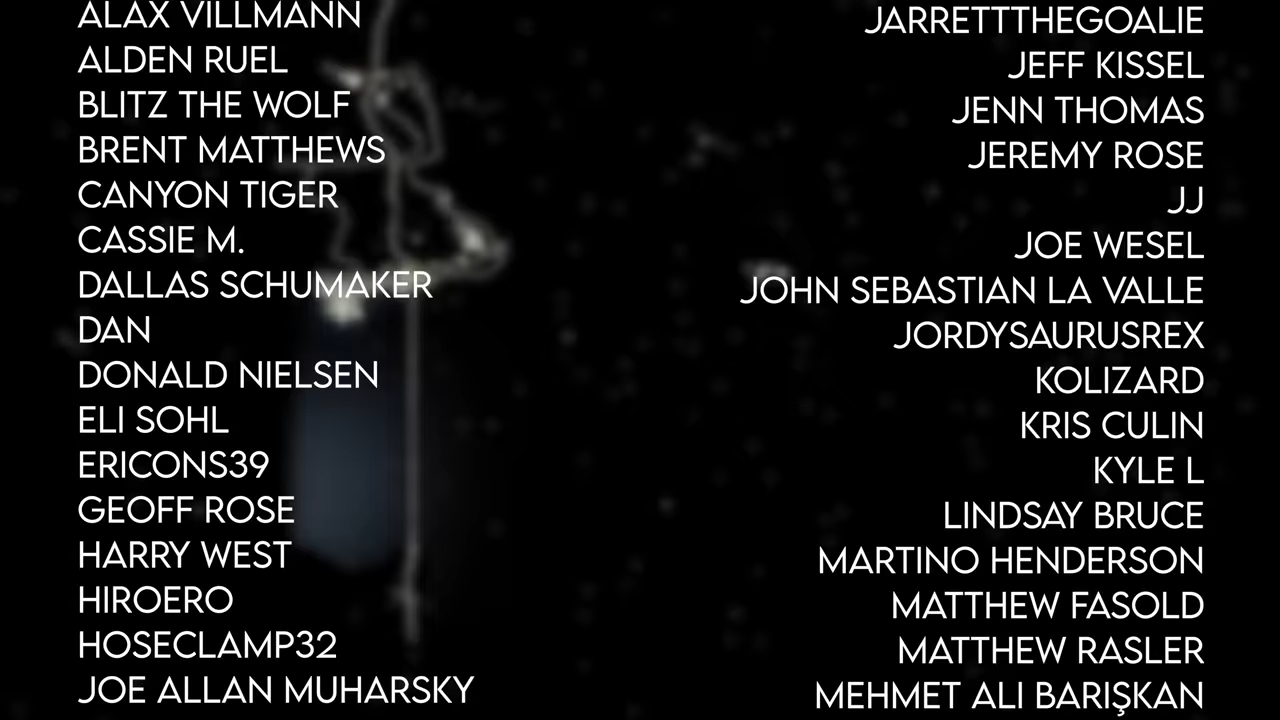 ALAX VILLMANN
ALDEN RUEL
BLITZ THE WOLF
BRENT MATTHEWS
CANYON TIGER
CASSIE M.
DALLAS SCHUMAKER
DAN
DONALD NIELSEN
ELI SOHL
ERICONS39
GEOFF ROSE
HARRY WEST
HIROERO
HOSECLAMP32
JOE ALLAN MUHARSKY
JARRETTTHEGOALIE
JEFF KISSEL
JENN THOMAS
JEREMY ROSE
JJ
JOE WESEL
JOHN SEBASTIAN LA VALLE
JORDYSAURUSREX
KOLIZARD
KRIS CULIN
KYLE L
LINDSAY BRUCE
MARTINO HENDERSON
MATTHEW FASOLD
MATTHEW RASLER
MEHMET ALI BARIŞKAN